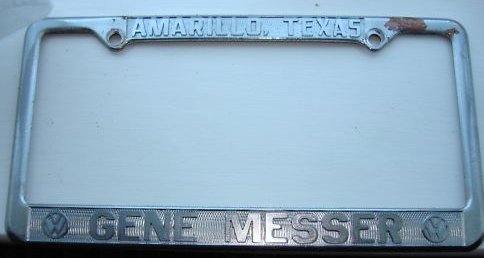 AMARILLO, TEXAS
GENE MESSER